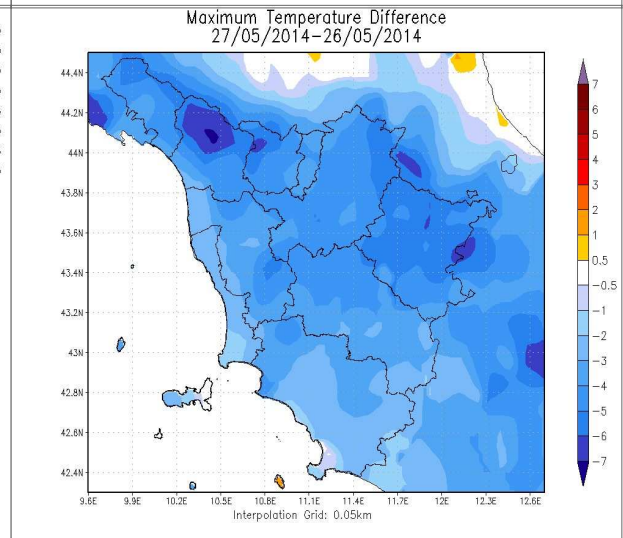 Maximum Temperature Difference
27/05/2014-26/05/2014
44.4N
44.2N
44N
43.8N
43.6N
43.4N
43.2N
43N
42.8N
42.6N
42.4N
9.6E 9.9E 10.2E 10.5E 10.8E 11.1E 11.4E 11.7E 12E 12.3E 12.6E
Interpolation Grid: 0.05km
7
6
5
4
3
2
1
0.5
-0.5
-1
-2
-3
-4
-5
-6
-7